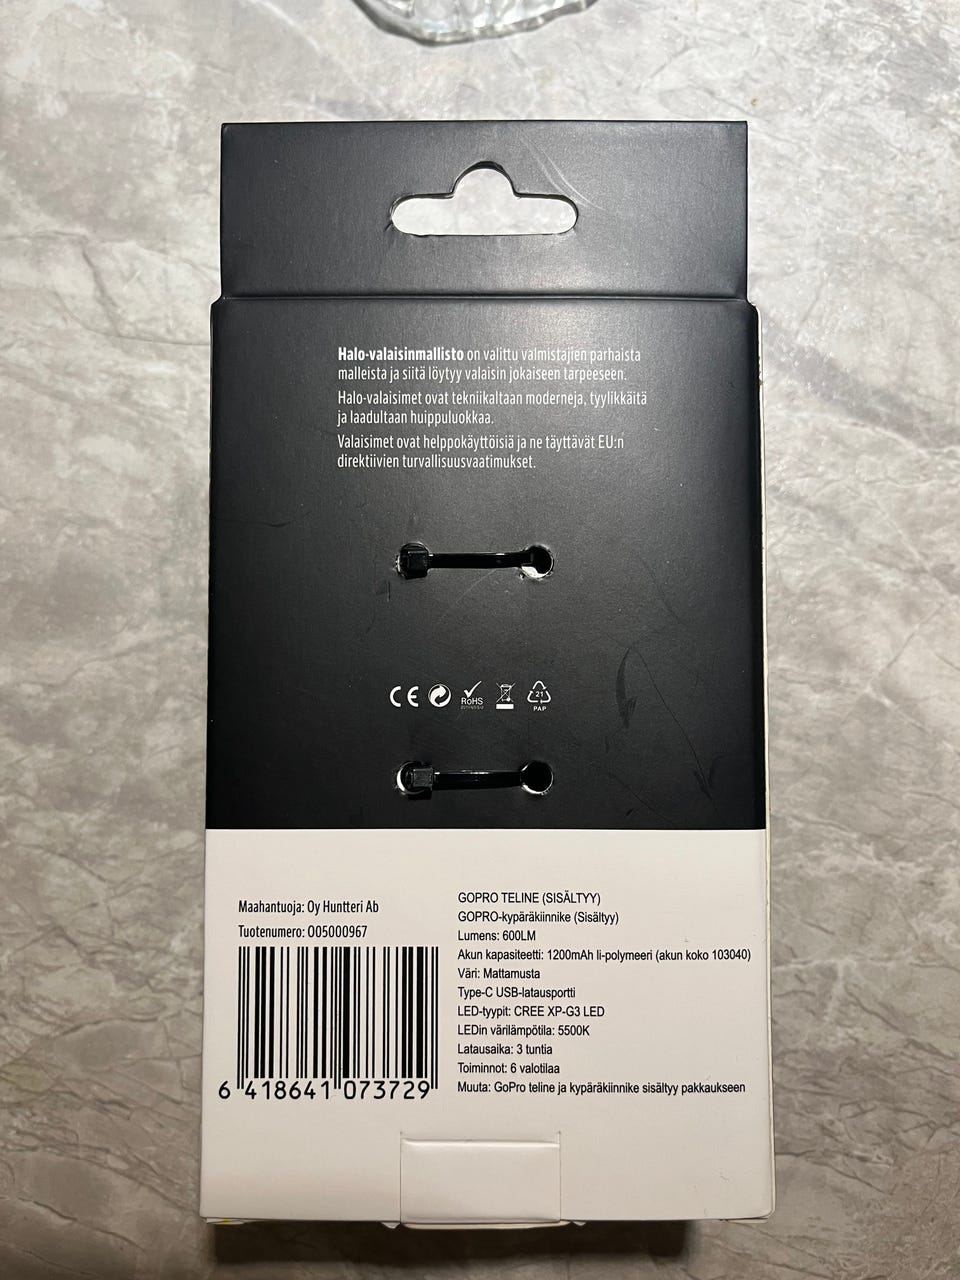 Halo-valaisinmallisto on valittu valmistajien parhaista
malleista ja siitä löytyy valaisin jokaiseen tarpeeseen.
Halo-valaisimet ovat tekniikaltaan moderneja, tyylikkäitä
ja laadultaan huippuluokkaa.
Valaisimet ovat helppokäyttöisiä ja ne täyttävät EU:n
direktiivien turvallisuusvaatimukset.
CE
RoHS
21
PAP
Maahantuoja: Oy Huntteri Ab
Tuotenumero: O05000967
6 418641 073729
GOPRO TELINE (SISÄLTYY)
GOPRO-kypäräkiinnike (Sisältyy)
Lumens: 600LM
Akun kapasiteetti: 1200mAh li-polymeeri (akun koko 103040)
Väri: Mattamusta
Type-C USB-latausportti
LED-tyypit: CREE XP-G3 LED
LEDin värilämpötila: 5500K
Latausaika: 3 tuntia
Toiminnot: 6 valotilaa
Muuta: GoPro teline ja kypäräkiinnike sisältyy pakkaukseen